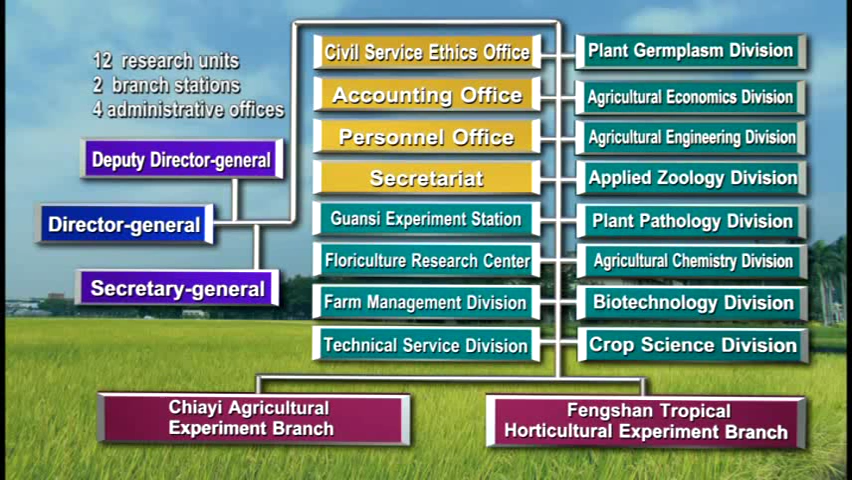 12 research units
2 branch stations
4 administrative offices
Deputy Director-general
Director-general
Secretary-general
Civil Service Ethics Office
Accounting Office
Personnel Office
Secretariat
Guansi Experiment Station
Floriculture Research Center
Farm Management Division
Technical Service Division
Plant Germplasm Division
Agricultural Economics Division
Agricultural Engineering Division
Applied Zoology Division
Plant Pathology Division
Agricultural Chemistry Division
Biotechnology Division
Crop Science Division
Chiayi Agricultural
Experiment Branch
Fengshan Tropical
Horticultural Experiment Branch